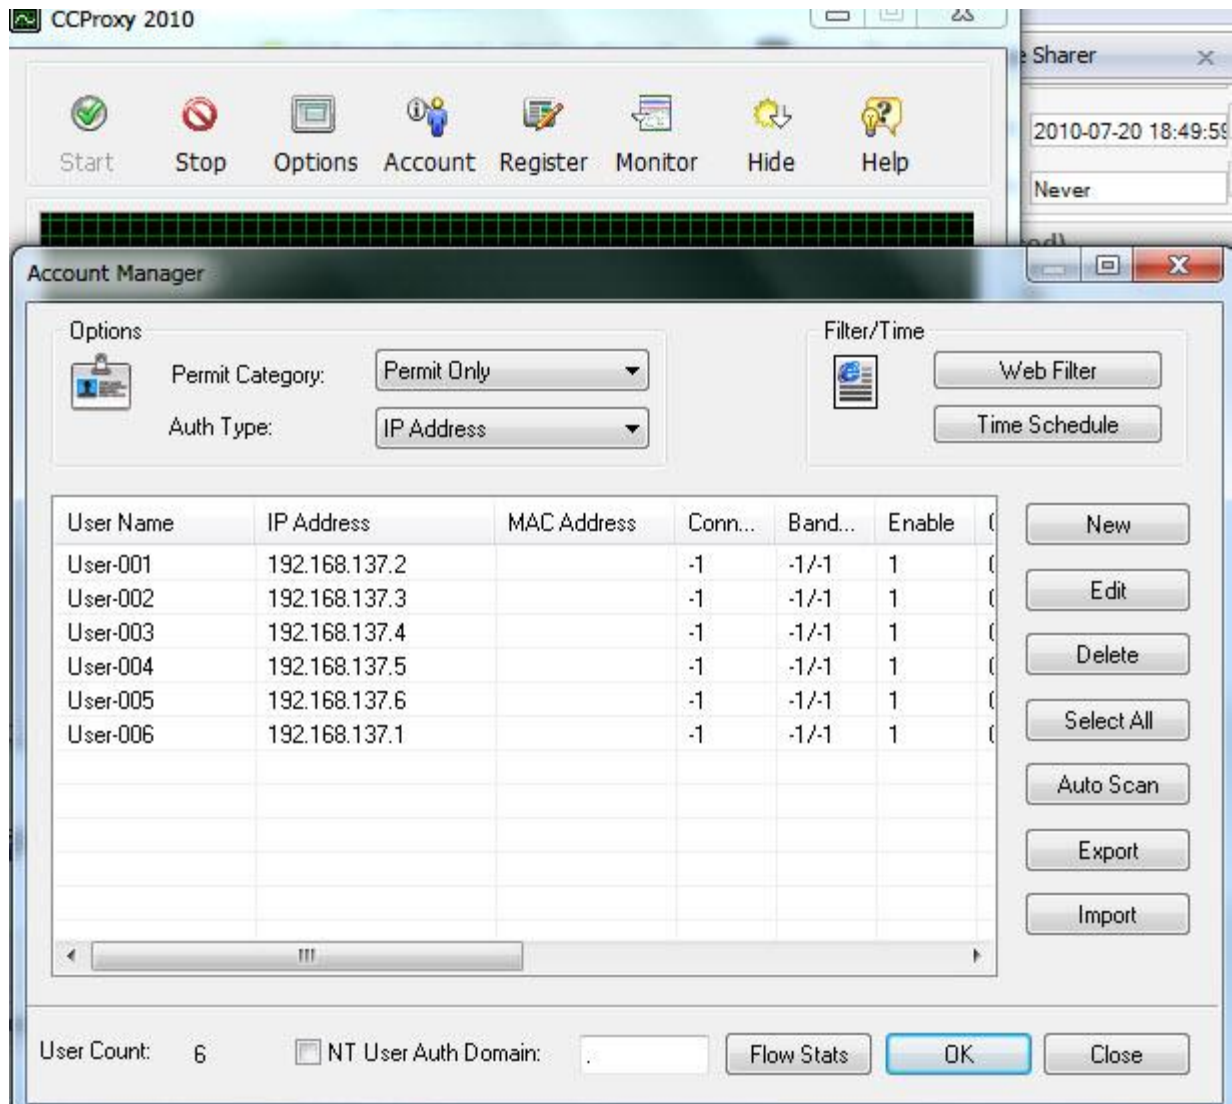 CCProxy 2010
e Sharer
Start Stop Options Account Register Monitor Hide Help
2010-07-20 18:49:59
Never
Account Manager
Options
Filter/Time
Permit Category: Permit Only
Web Filter
Auth Type: IP Address
Time Schedule
User Name IP Address MAC Address Conn... Band... Enable
New
User-001 192.168.137.2 -1 -1/-1 1
User-002 192.168.137.3 -1 -1/-1 1
Edit
User-003 192.168.137.4 -1 -1/-1 1
User-004 192.168.137.5 -1 -1/-1 1
Delete
User-005 192.168.137.6 -1 -1/-1 1
User-006 192.168.137.1 -1 -1/-1 1
Select All
Auto Scan
Export
Import
User Count: 6 NT User Auth Domain: . Flow Stats OK Close